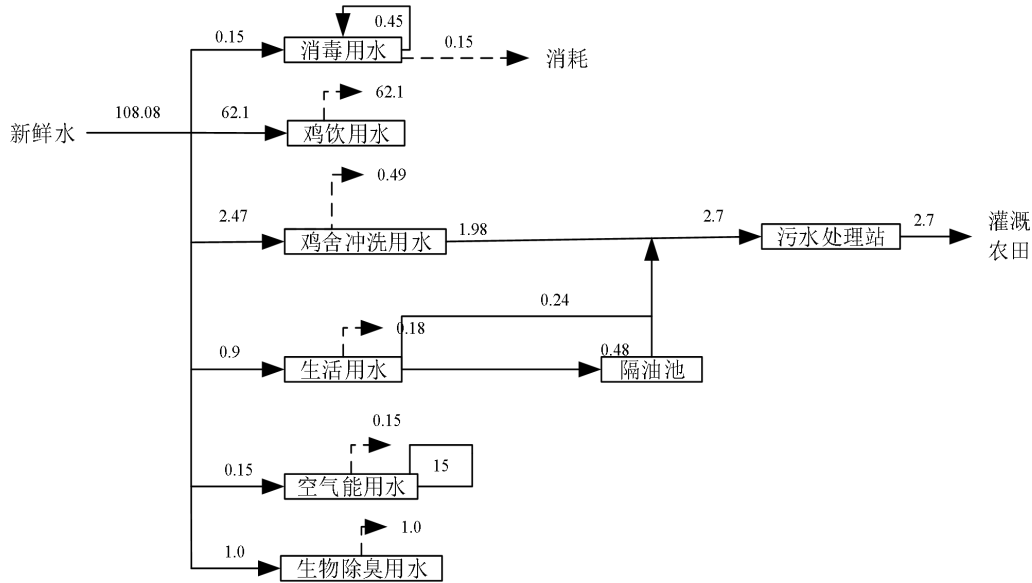 0.45
0.15
消毒用水
0.15
消耗
62.1
108.08
62.1
新鲜水
鸡饮用水
0.49
2.47
鸡舍冲洗用水
1.98
2.7
污水处理站
2.7
灌溉
农田
0.24
0.18
0.9
生活用水
0.48
隔油池
0.15
0.15
空气能用水
15
1.0
1.0
生物除臭用水